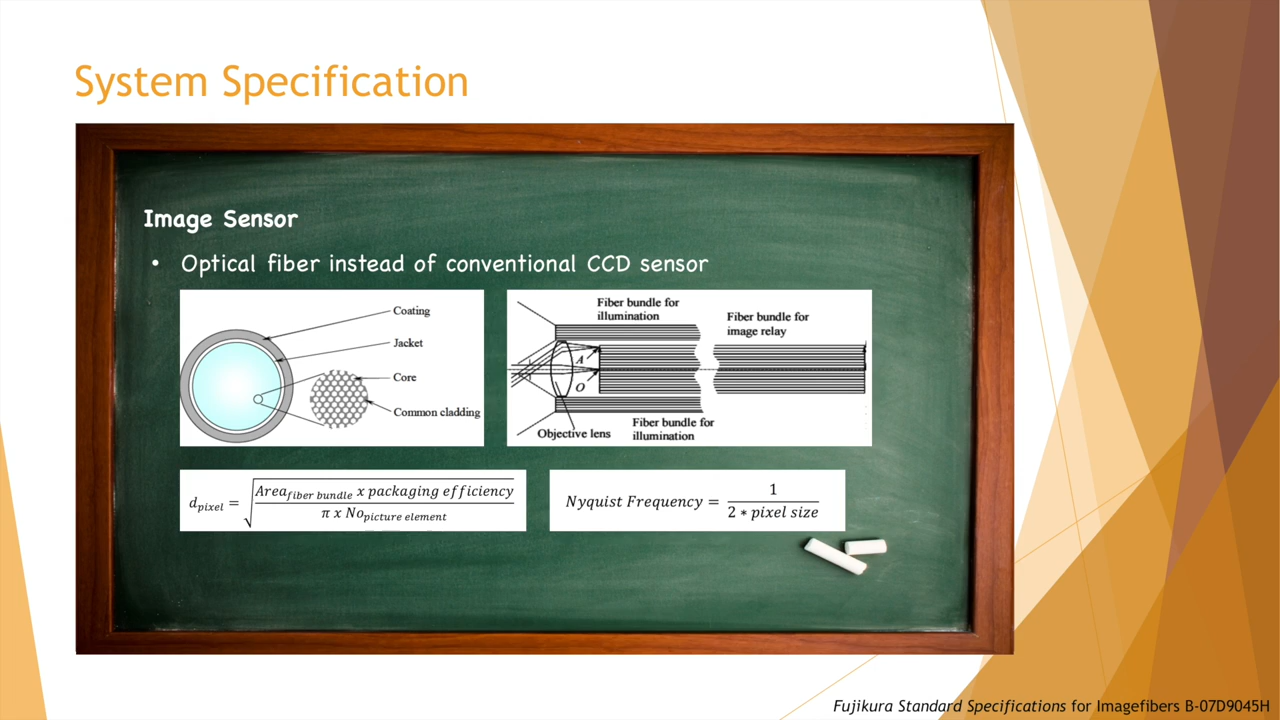 System Specification
Image Sensor
• Optical fiber instead of conventional CCD sensor
Coating
Jacket
Core
Common cladding
Fiber bundle for
illumination
Fiber bundle for
image relay
A
O
Objective lens
Fiber bundle for
illumination
d_pixel = √((Area_fiber bundle x packaging efficiency) / (π x No_picture element))
Nyquist Frequency = 1 / (2 * pixel size)
Fujikura Standard Specifications for Imagefibers B-07D9045H